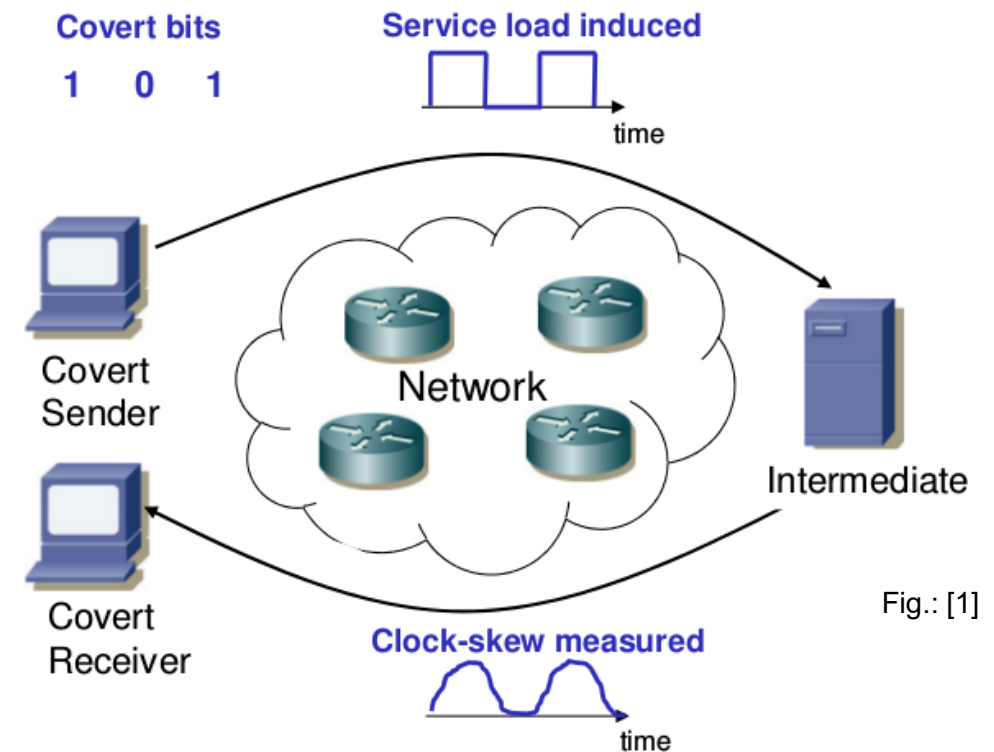 Covert bits
1 0 1
Service load induced
time
Covert
Sender
Network
Intermediate
Covert
Receiver
Fig.: [1]
Clock-skew measured
time